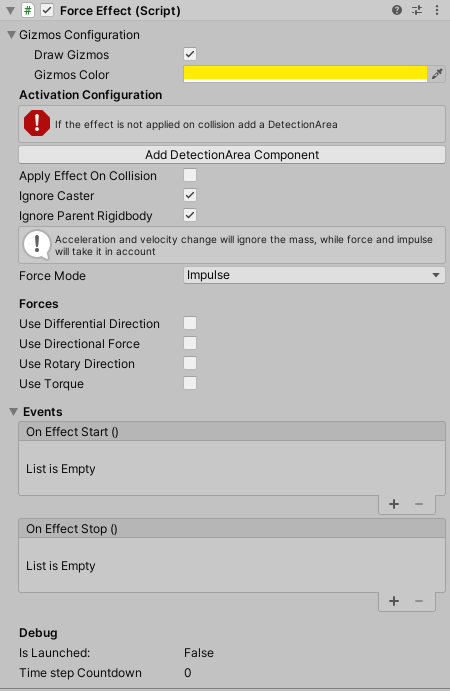 Force Effect (Script)
Gizmos Configuration
Draw Gizmos
Gizmos Color
Activation Configuration
If the effect is not applied on collision add a DetectionArea
Add DetectionArea Component
Apply Effect On Collision
Ignore Caster
Ignore Parent Rigidbody
Acceleration and velocity change will ignore the mass, while force and impulse
will take it in account
Force Mode Impulse
Forces
Use Differential Direction
Use Directional Force
Use Rotary Direction
Use Torque
Events
On Effect Start ()
List is Empty
+ −
On Effect Stop ()
List is Empty
+ −
Debug
Is Launched: False
Time step Countdown 0